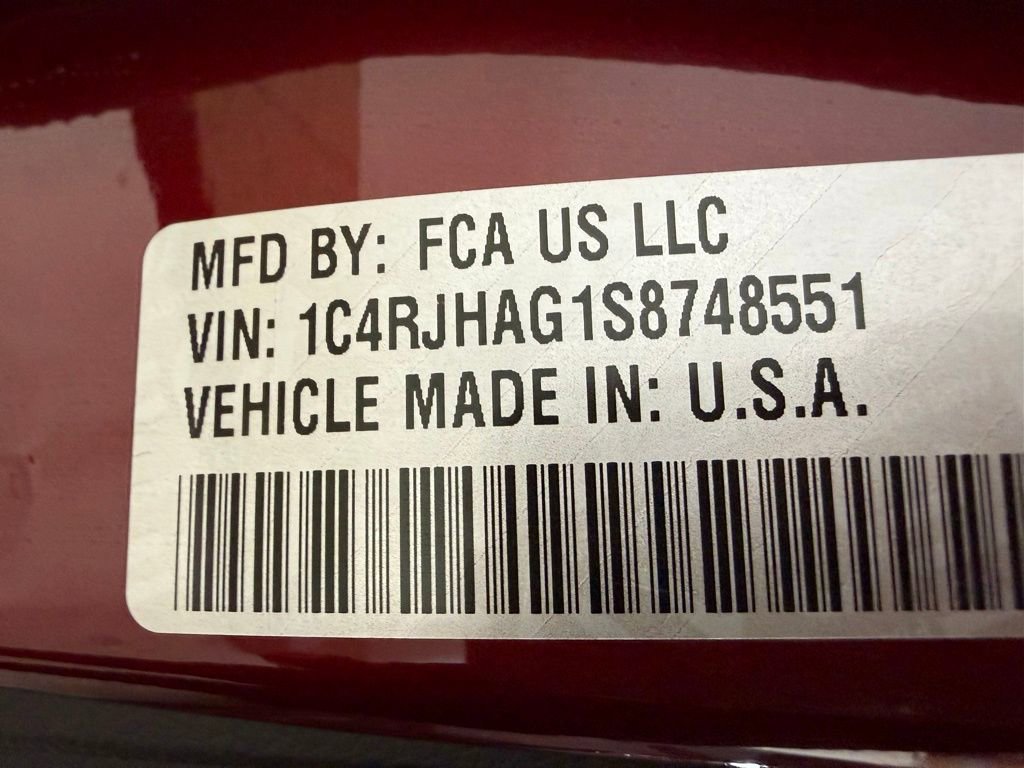 MFD BY: FCA US LLC
VIN: 1C4RJHAG1S8748551
VEHICLE MADE IN: U.S.A.